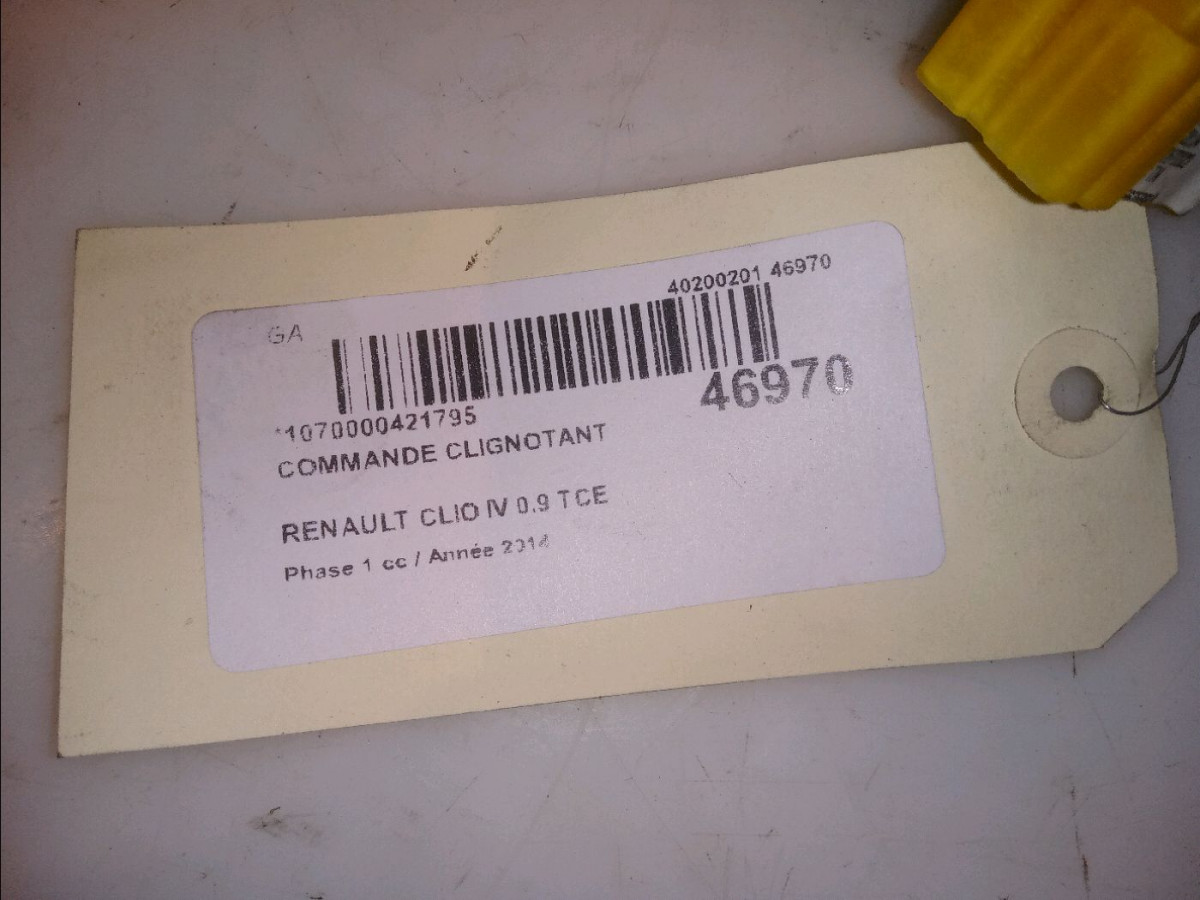 40200201 46970
GA
46970
*1070000421795
COMMANDE CLIGNOTANT
RENAULT CLIO IV 0.9 TCE
Phase 1 cc / Année 2014